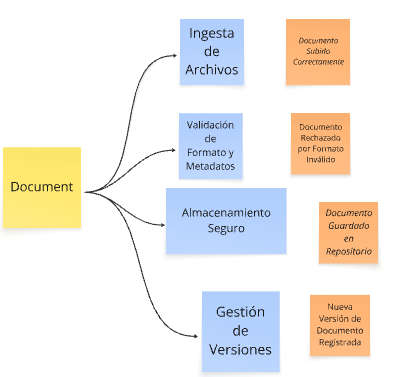 Ingesta
de
Archivos
Documento
Subido
Correctamente
Validación
de
Formato y
Metadatos
Documento
Rechazado
por Formato
Inválido
Document
Almacenamiento
Seguro
Documento
Guardado
en
Repositorio
Gestión
de
Versiones
Nueva
Versión de
Documento
Registrada